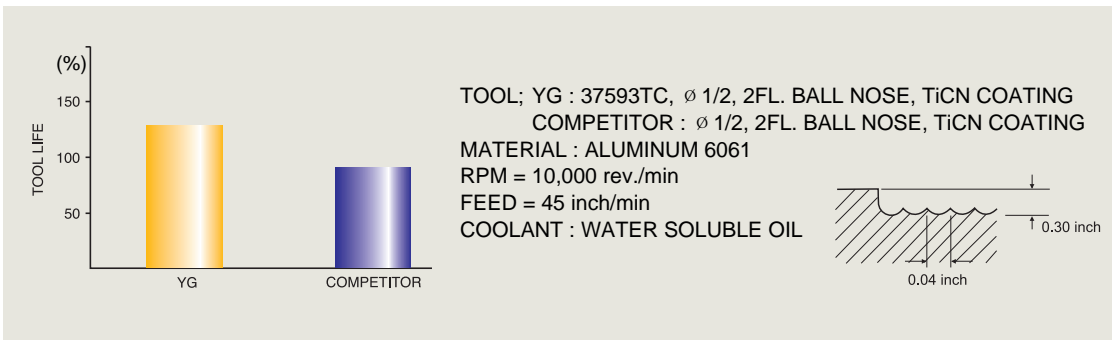 (%)
150
100
50
TOOL LIFE
YG
COMPETITOR
TOOL; YG : 37593TC, Ø 1/2, 2FL. BALL NOSE, TiCN COATING
COMPETITOR : Ø 1/2, 2FL. BALL NOSE, TiCN COATING
MATERIAL : ALUMINUM 6061
RPM = 10,000 rev./min
FEED = 45 inch/min
COOLANT : WATER SOLUBLE OIL
0.30 inch
0.04 inch